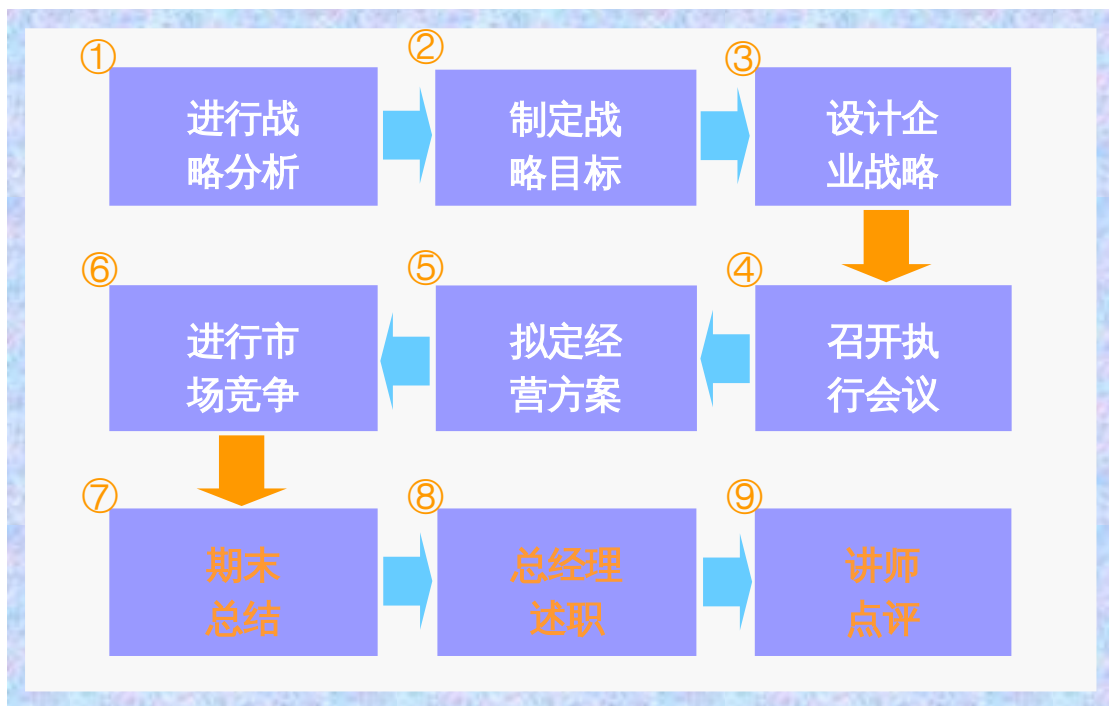 ①
进行战
略分析
②
制定战
略目标
③
设计企
业战略
④
召开执
行会议
⑤
拟定经
营方案
⑥
进行市
场竞争
⑦
期末
总结
⑧
总经理
述职
⑨
讲师
点评